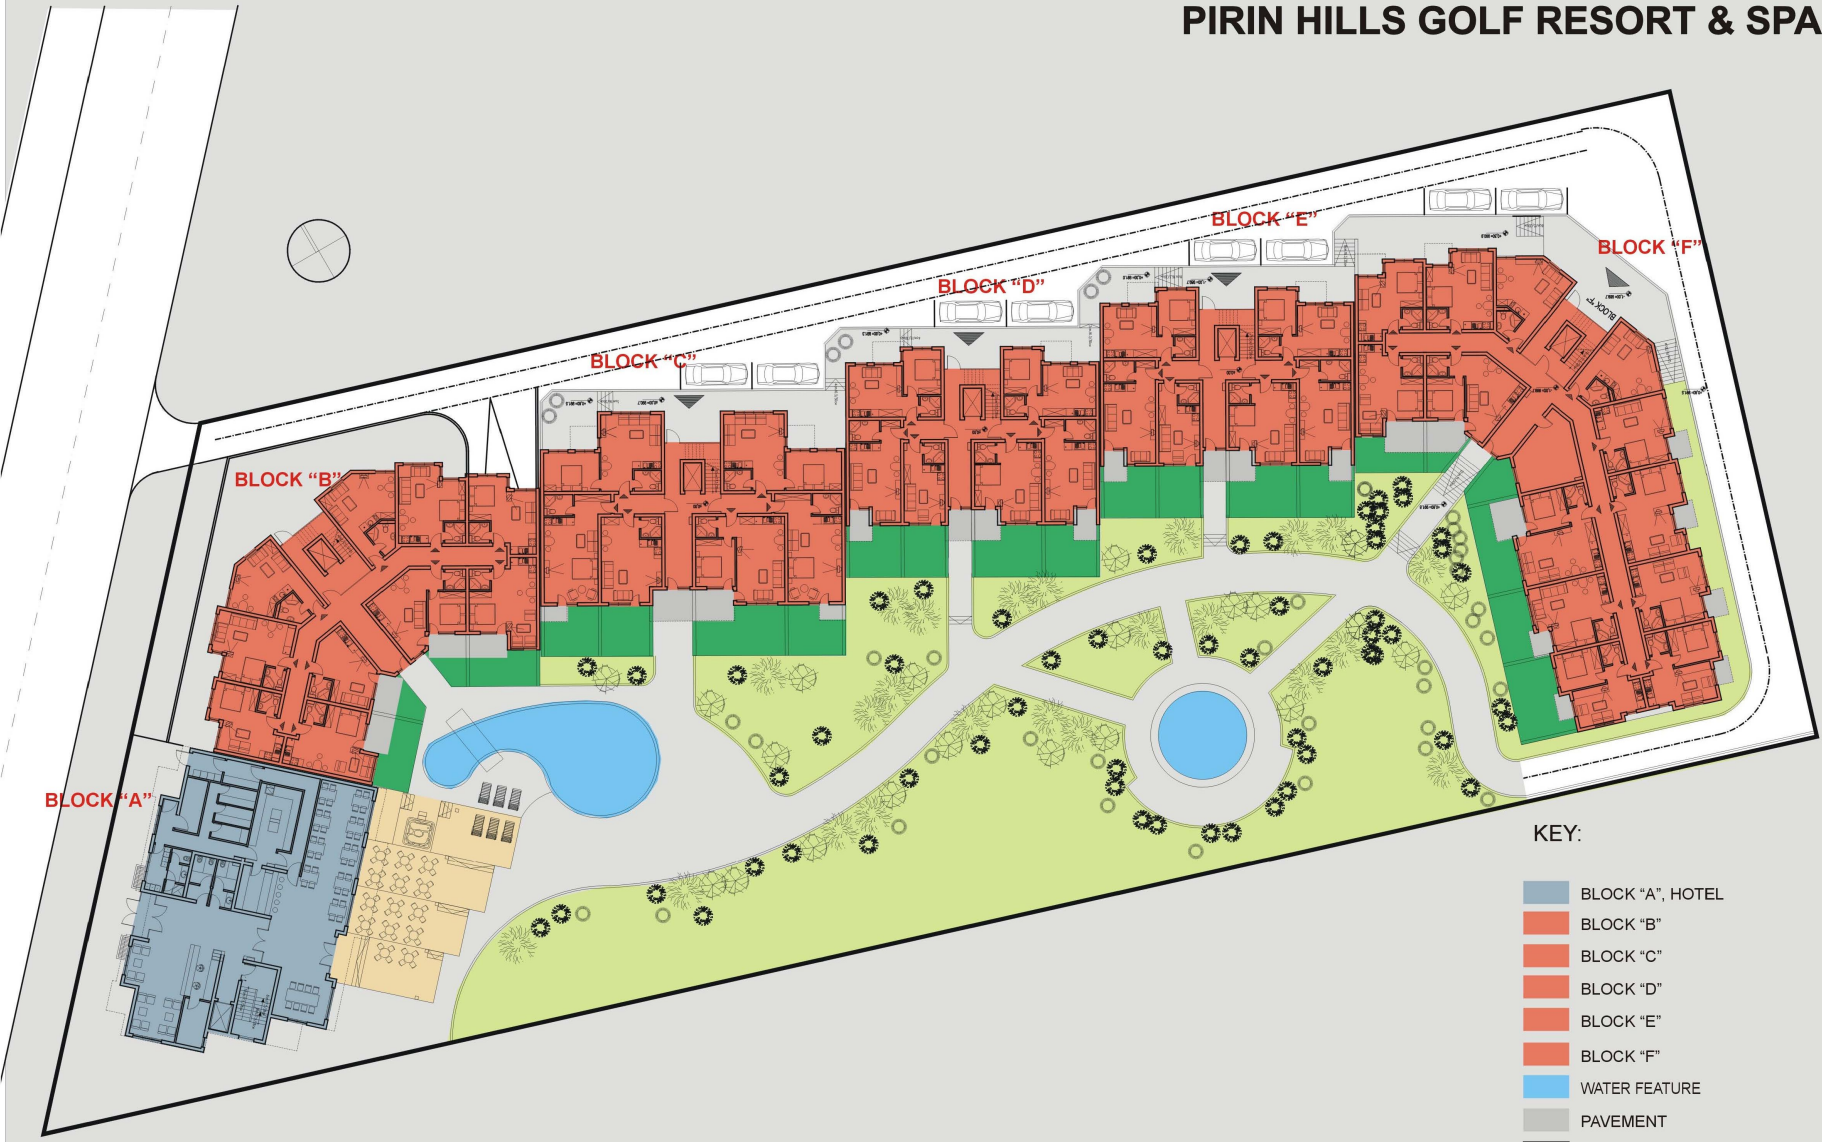 PIRIN HILLS GOLF RESORT & SPA
BLOCK “E”
BLOCK “F”
BLOCK “D”
BLOCK “C”
BLOCK “B”
BLOCK “A”
BLOCK “F”
KEY:
BLOCK “A”, HOTEL
BLOCK “B”
BLOCK “C”
BLOCK “D”
BLOCK “E”
BLOCK “F”
WATER FEATURE
PAVEMENT